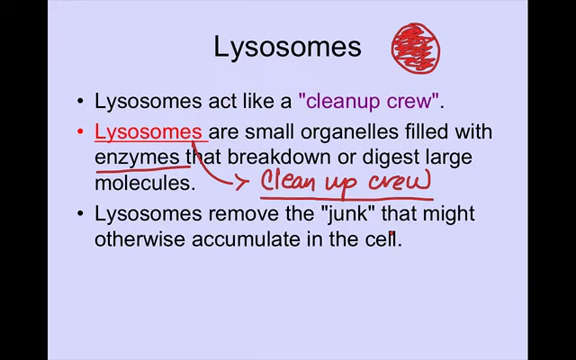 Lysosomes
• Lysosomes act like a "cleanup crew".
• Lysosomes are small organelles filled with
enzymes that breakdown or digest large
molecules.
clean up crew
• Lysosomes remove the "junk" that might
otherwise accumulate in the cell.